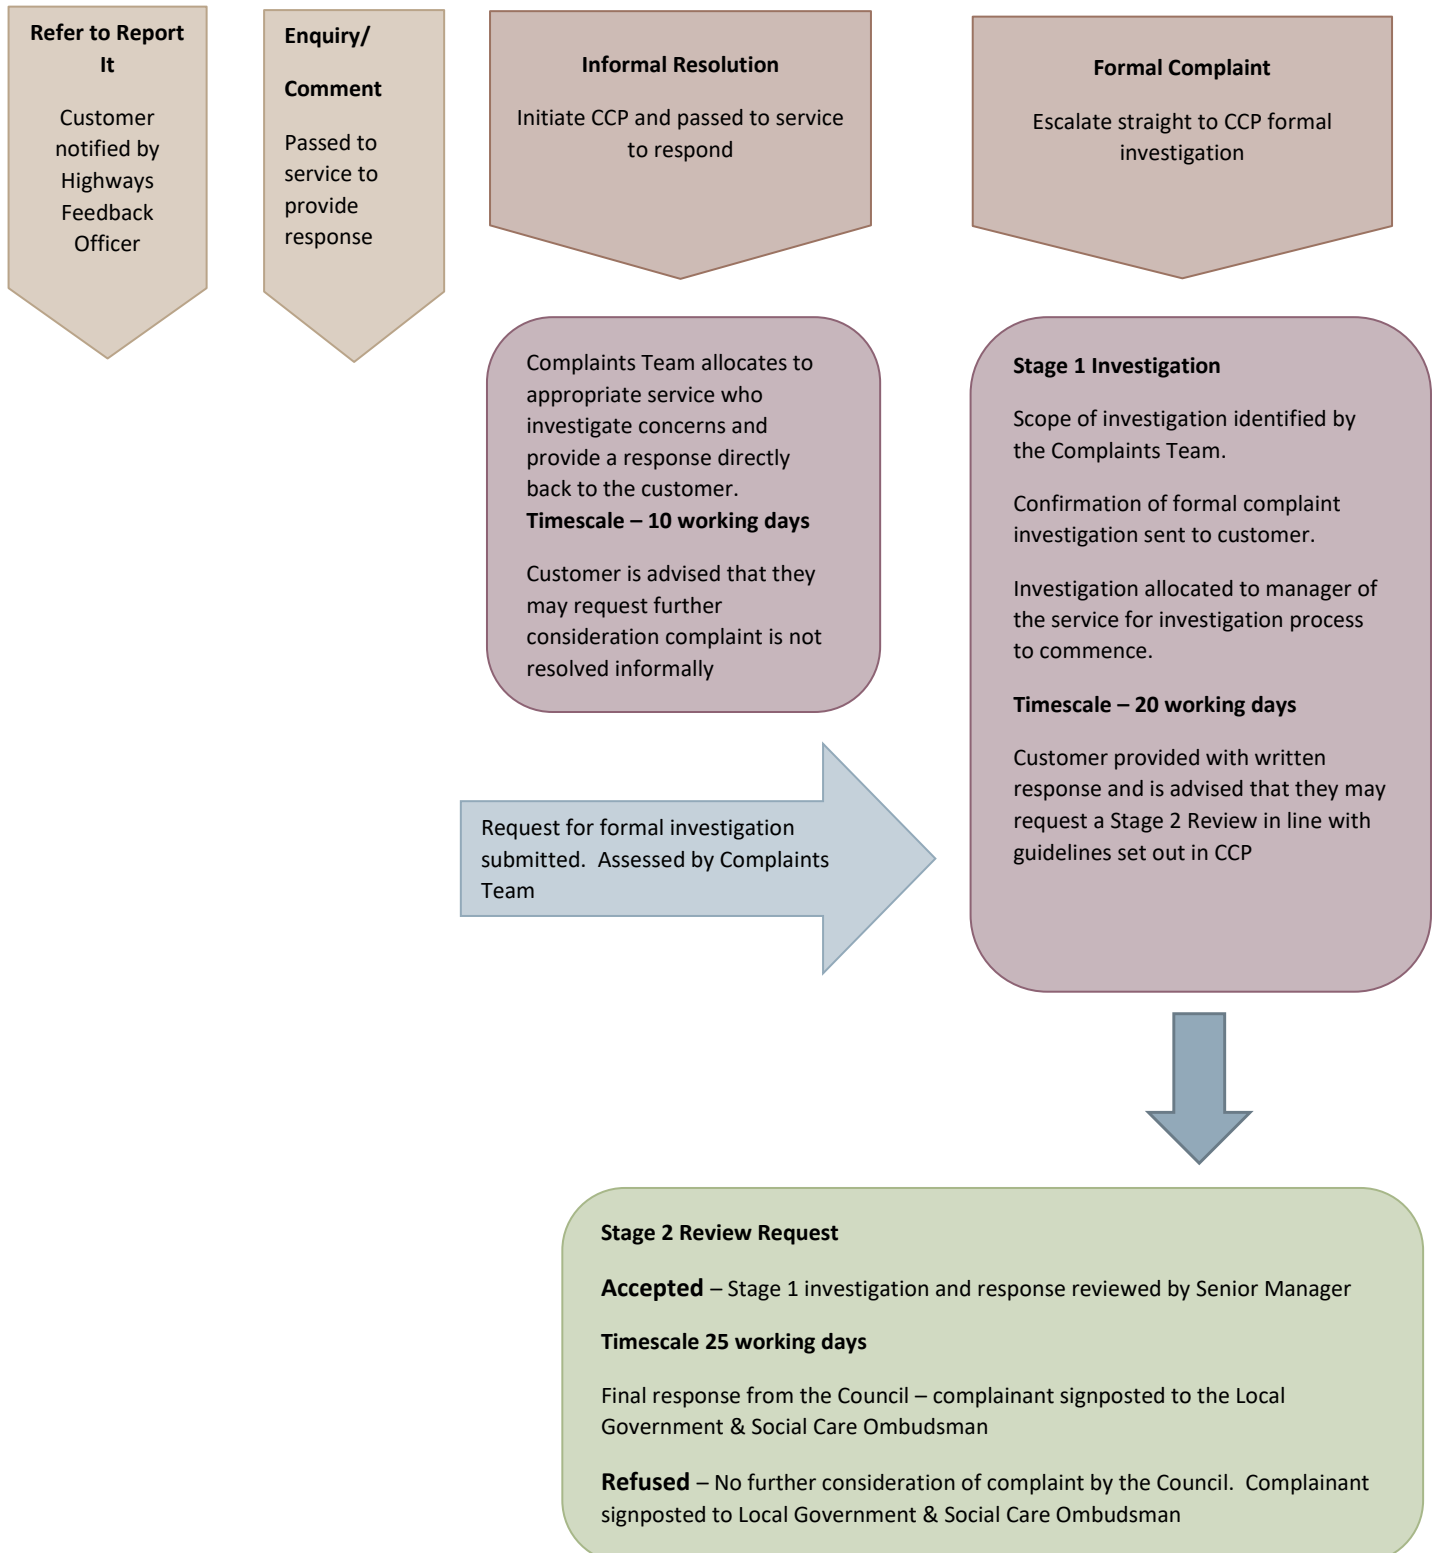 Refer to Report
It
Customer
notified by
Highways
Feedback
Officer
Enquiry/
Comment
Passed to
service to
provide
response
Informal Resolution
Initiate CCP and passed to service
to respond
Formal Complaint
Escalate straight to CCP formal
investigation
Complaints Team allocates to
appropriate service who
investigate concerns and
provide a response directly
back to the customer.
Timescale – 10 working days
Customer is advised that they
may request further
consideration complaint is not
resolved informally
Stage 1 Investigation
Scope of investigation identified by
the Complaints Team.
Confirmation of formal complaint
investigation sent to customer.
Investigation allocated to manager of
the service for investigation process
to commence.
Timescale – 20 working days
Customer provided with written
response and is advised that they may
request a Stage 2 Review in line with
guidelines set out in CCP
Request for formal investigation
submitted.  Assessed by Complaints
Team
Stage 2 Review Request
Accepted – Stage 1 investigation and response reviewed by Senior Manager
Timescale 25 working days
Final response from the Council – complainant signposted to the Local
Government & Social Care Ombudsman
Refused – No further consideration of complaint by the Council.  Complainant
signposted to Local Government & Social Care Ombudsman